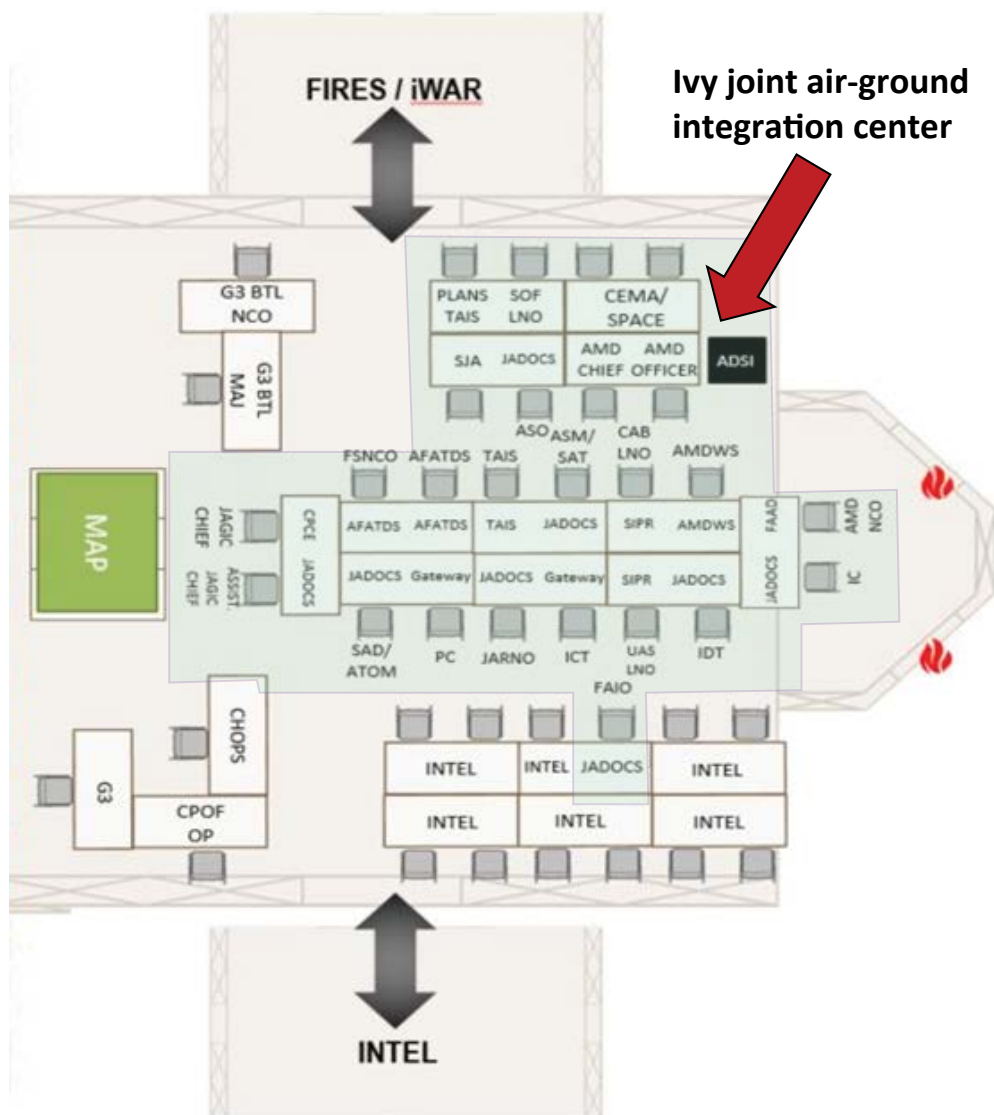 FIRES / iWAR
Ivy joint air-ground
integration center
G3 BTL
NCO
G3 BTL
MAJ
PLANS
TAIS
SOF
LNO
CEMA/
SPACE
SJA
JADOCS
AMD
CHIEF
AMD
OFFICER
ADSI
ASO
ASM/
SAT
CAB
LNO
FSNCO
AFATDS
TAIS
AMDWS
MAP
JAGIC
CHIEF
ASSIST.
JAGIC
CHIEF
CPCE
JADOCS
AFATDS
AFATDS
TAIS
JADOCS
SIPR
AMDWS
JADOCS
Gateway
JADOCS
Gateway
SIPR
JADOCS
FAAD
JADOCS
AMD
NCO
IC
SAD/
ATOM
PC
JARNO
ICT
UAS
LNO
IDT
FAIO
CHOPS
G3
CPOF
OP
INTEL
INTEL
JADOCS
INTEL
INTEL
INTEL
INTEL
INTEL